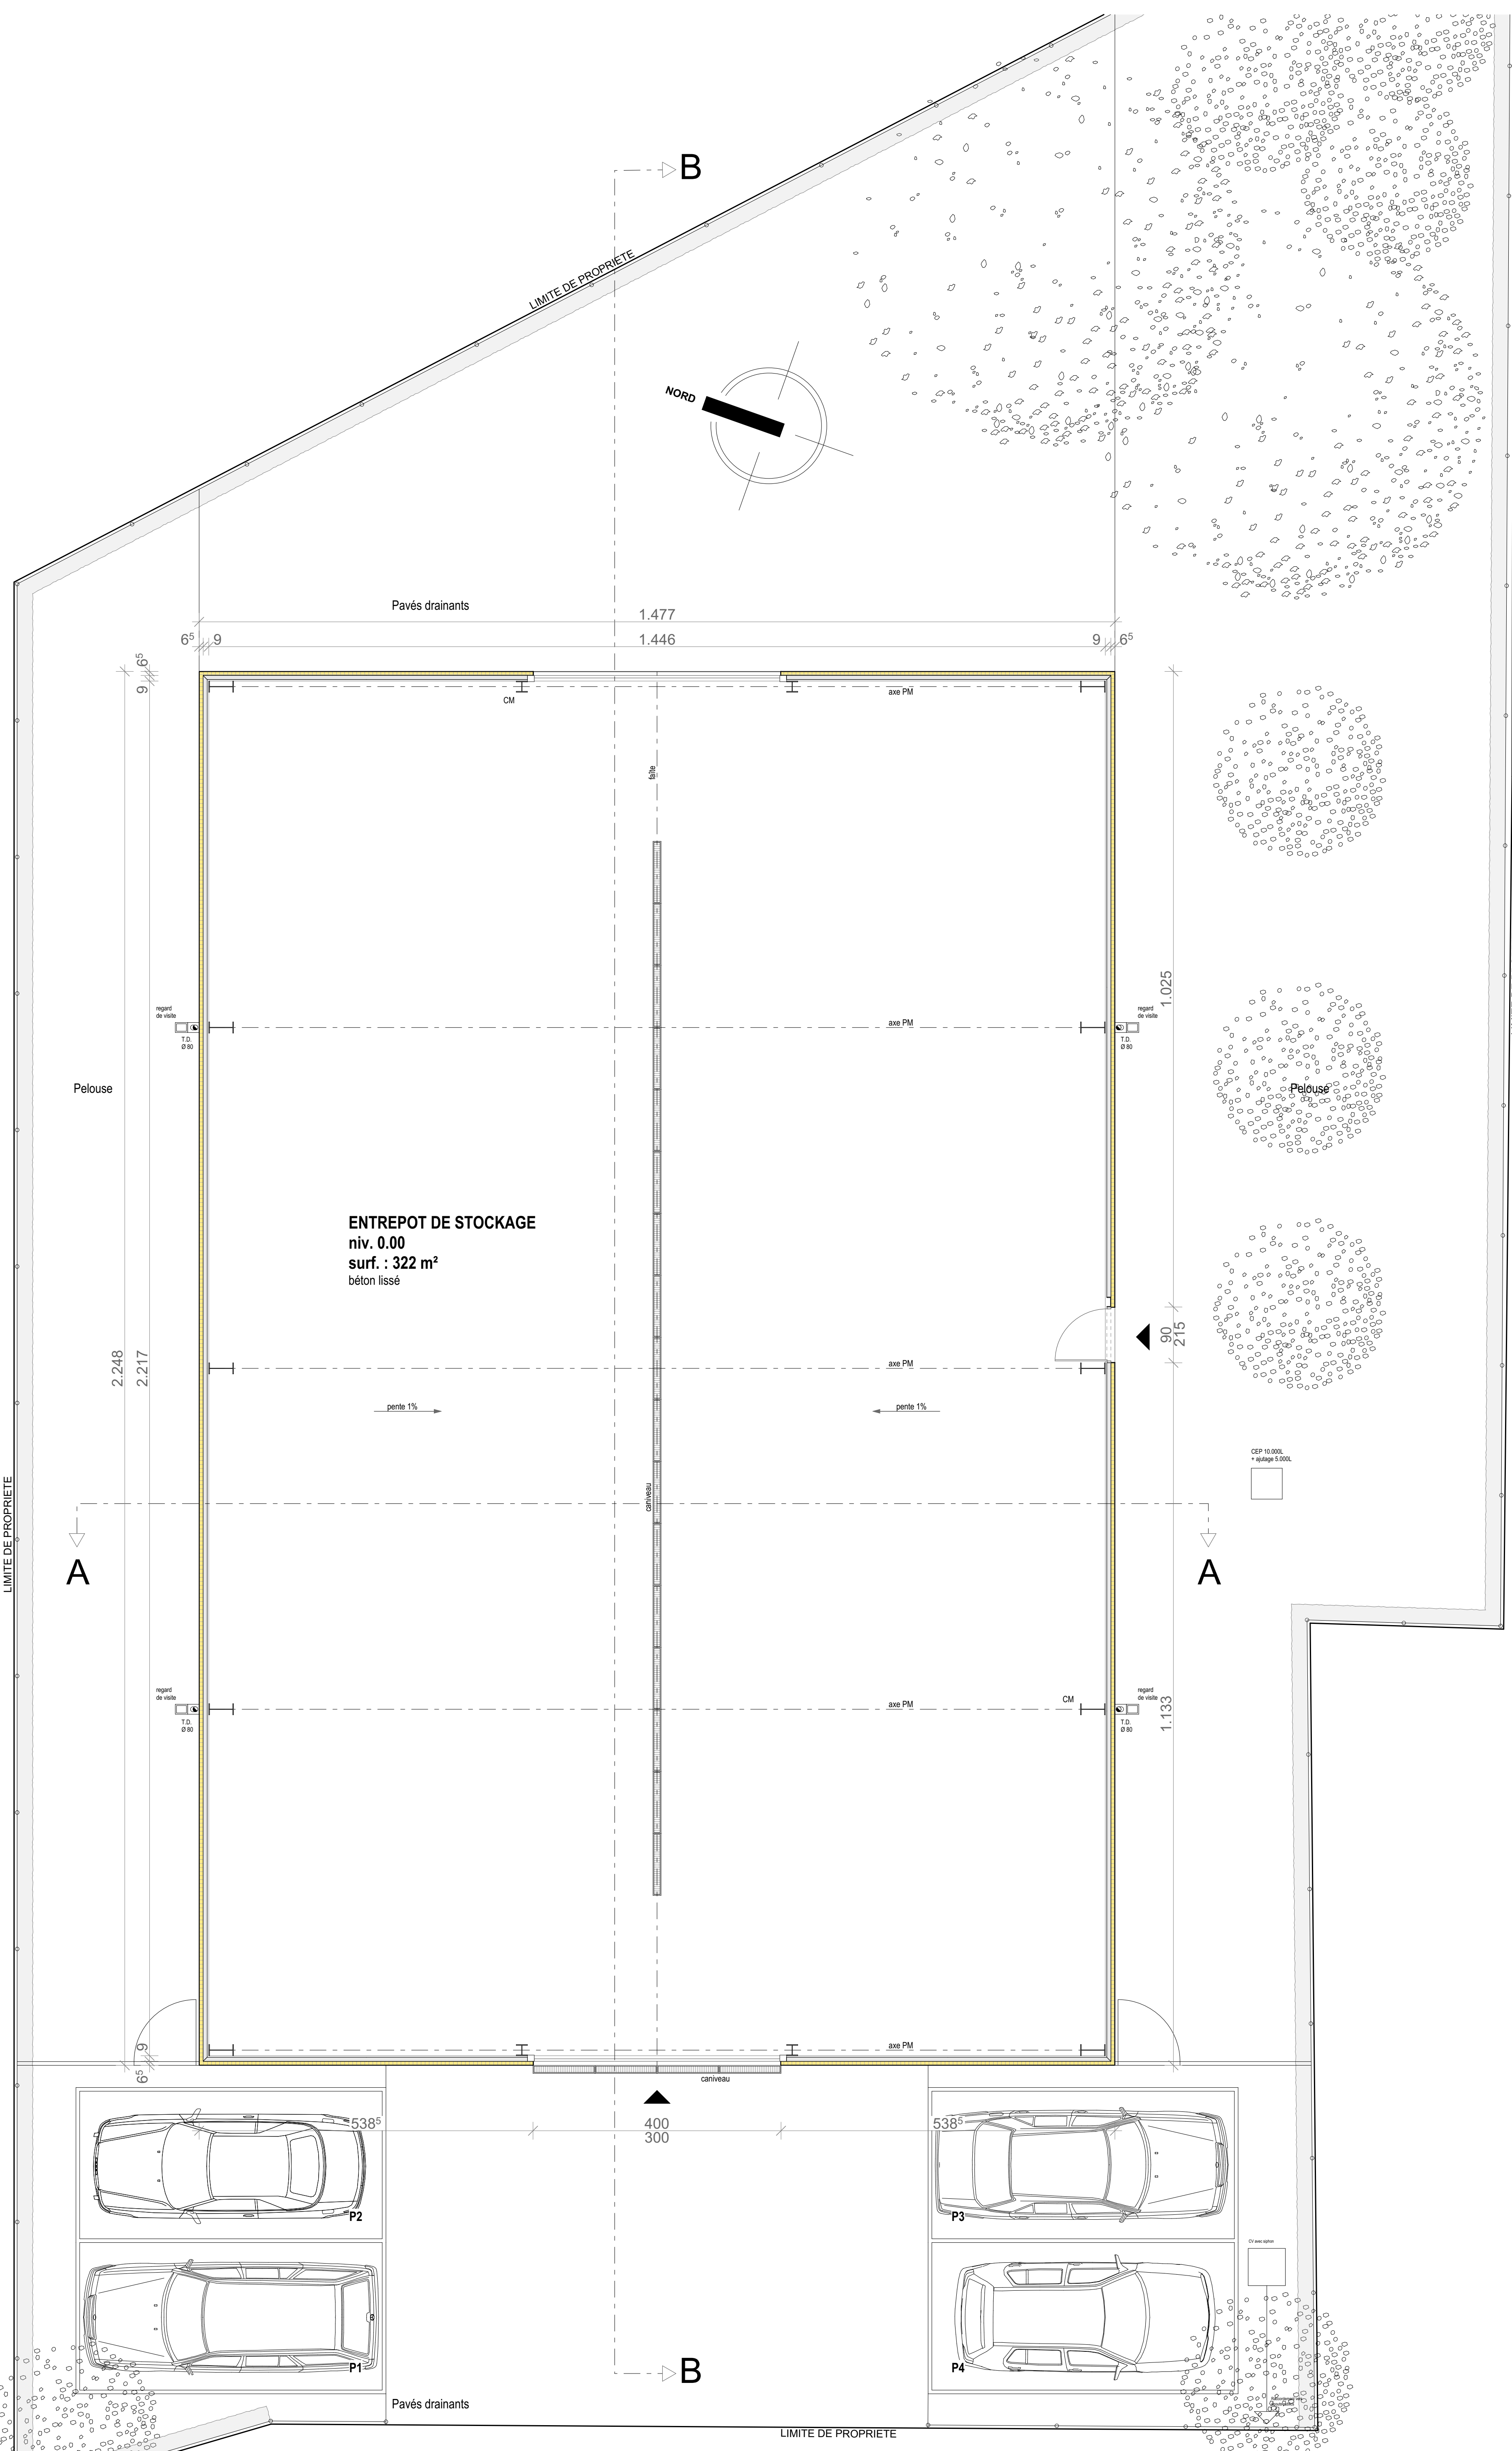 B
LIMITE DE PROPRIETE
NORD
Pavés drainants
1.477
6⁵
9
1.446
9
6⁵
6⁵
9
CM
axe PM
faîte
1.025
regard
de visite
T.D.
Ø 80
axe PM
regard
de visite
T.D.
Ø 80
Pelouse
Pelouse
ENTREPOT DE STOCKAGE
niv. 0.00
surf. : 322 m²
béton lissé
90
215
2.248
2.217
axe PM
pente 1%
pente 1%
CEP 10.000L
+ ajutage 5.000L
caniveau
LIMITE DE PROPRIETE
A
A
regard
de visite
T.D.
Ø 80
axe PM
CM
regard
de visite
T.D.
Ø 80
1.133
9
6⁵
axe PM
caniveau
538⁵
400
300
538⁵
P2
P3
CV avec siphon
P1
P4
B
Pavés drainants
LIMITE DE PROPRIETE